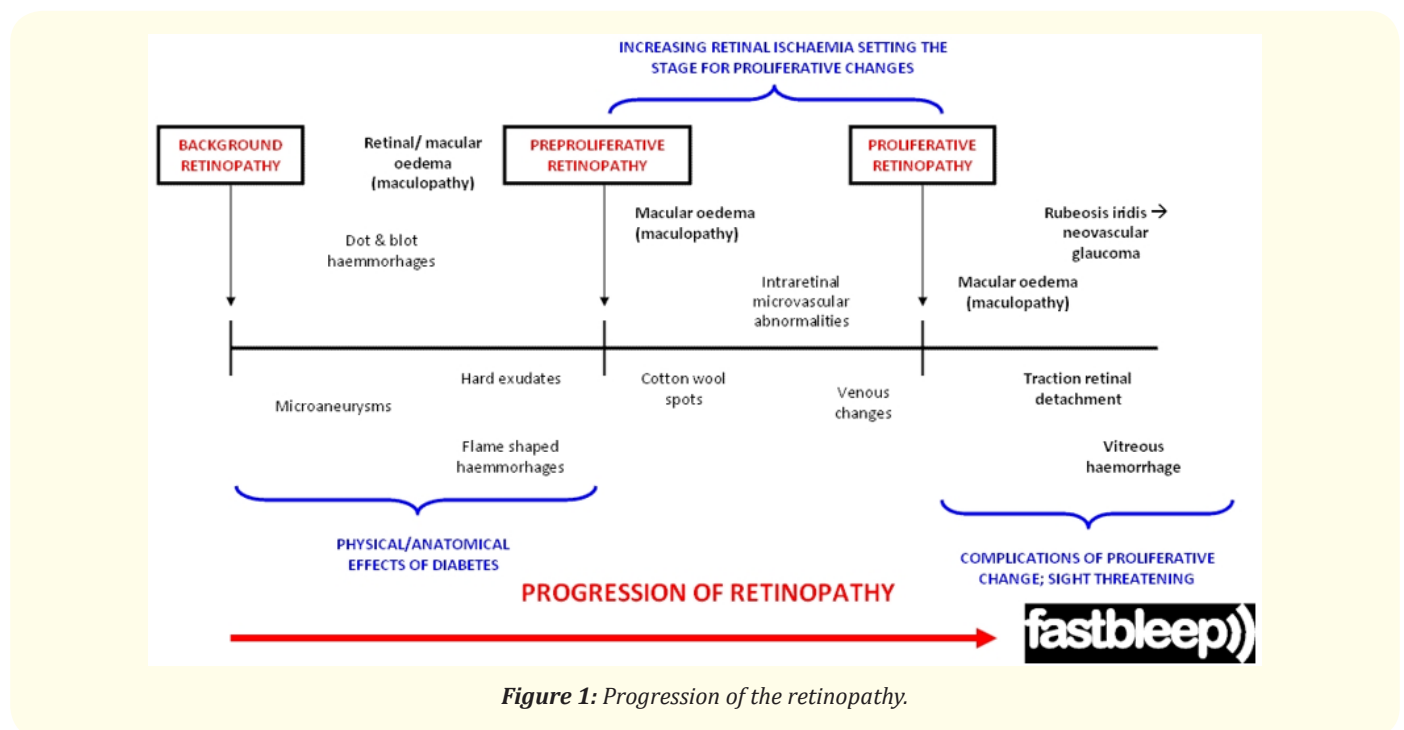 INCREASING RETINAL ISCHAEMIA SETTING THE
STAGE FOR PROLIFERATIVE CHANGES
BACKGROUND
RETINOPATHY
Retinal/ macular
oedema
(maculopathy)
PREPROLIFERATIVE
RETINOPATHY
PROLIFERATIVE
RETINOPATHY
Macular oedema
(maculopathy)
Rubeosis iridis →
neovascular
glaucoma
Dot & blot
haemmorhages
Intraretinal
microvascular
abnormalities
Macular oedema
(maculopathy)
Hard exudates
Cotton wool
spots
Traction retinal
detachment
Microaneurysms
Venous
changes
Flame shaped
haemmorhages
Vitreous
haemorrhage
PHYSICAL/ANATOMICAL
EFFECTS OF DIABETES
COMPLICATIONS OF PROLIFERATIVE
CHANGE; SIGHT THREATENING
PROGRESSION OF RETINOPATHY
fastbleep))
Figure 1: Progression of the retinopathy.